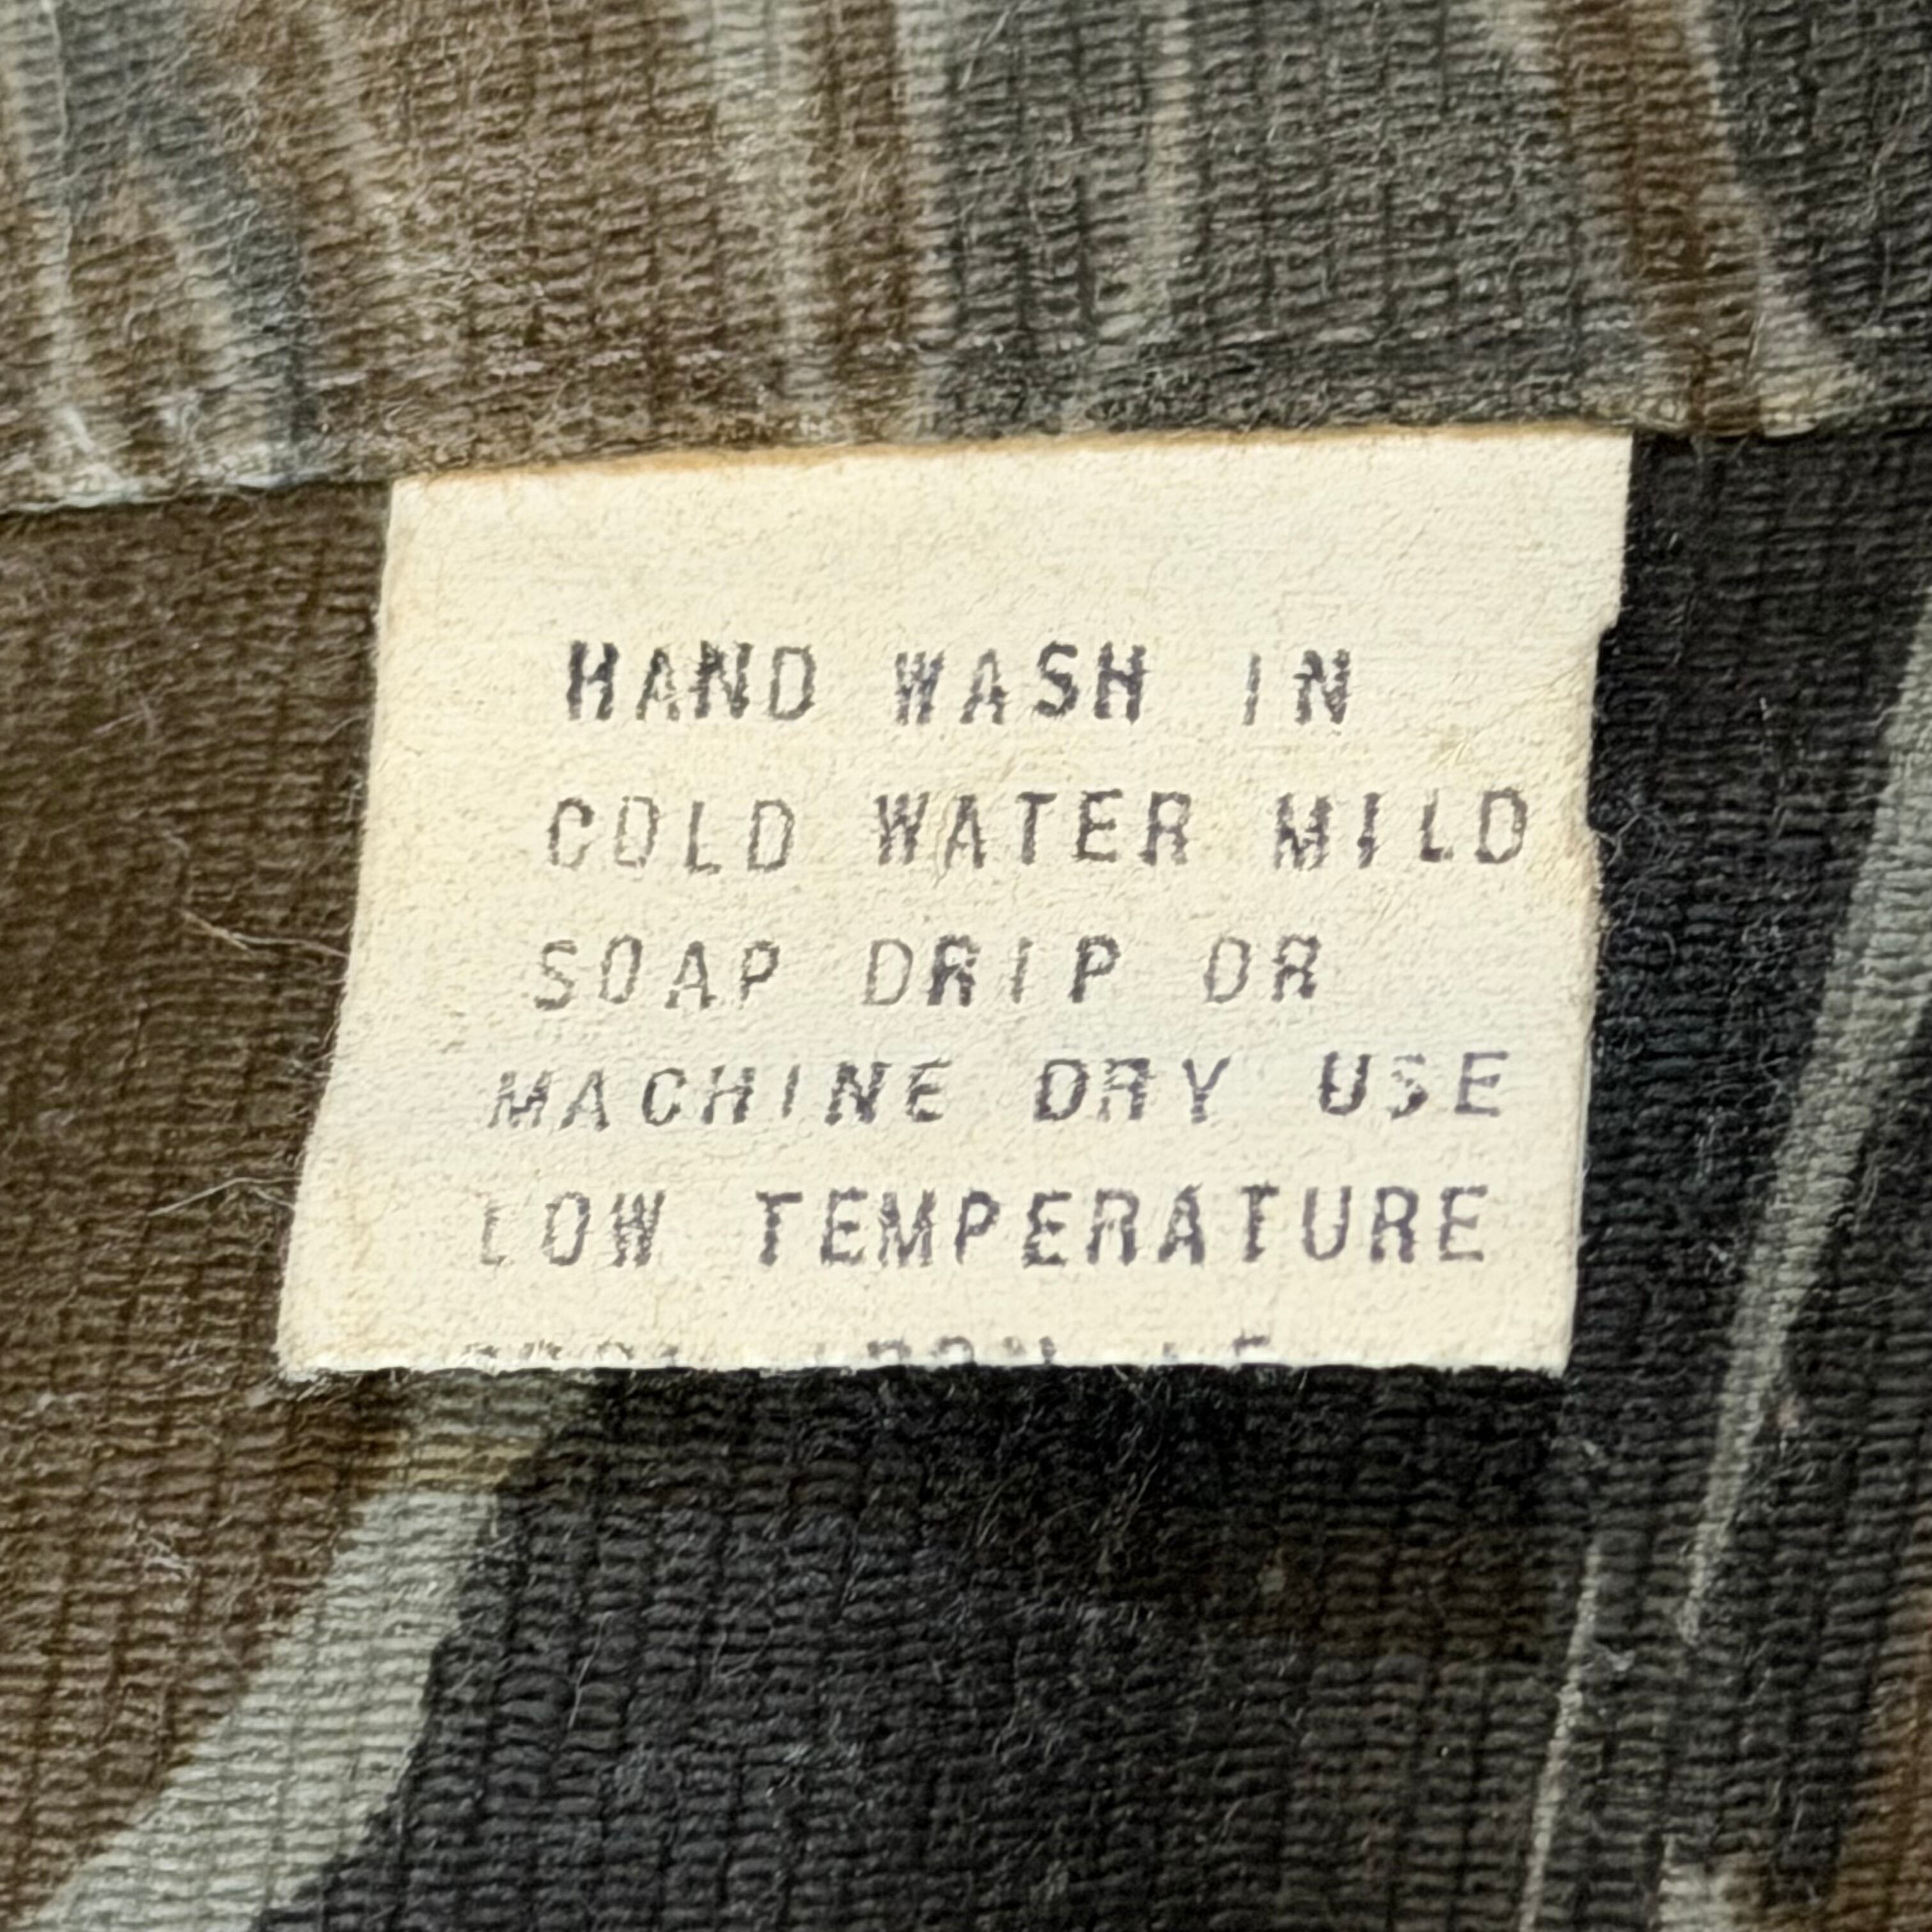 HAND WASH IN
COLD WATER MILD
SOAP DRIP OR
MACHINE DRY USE
LOW TEMPERATURE